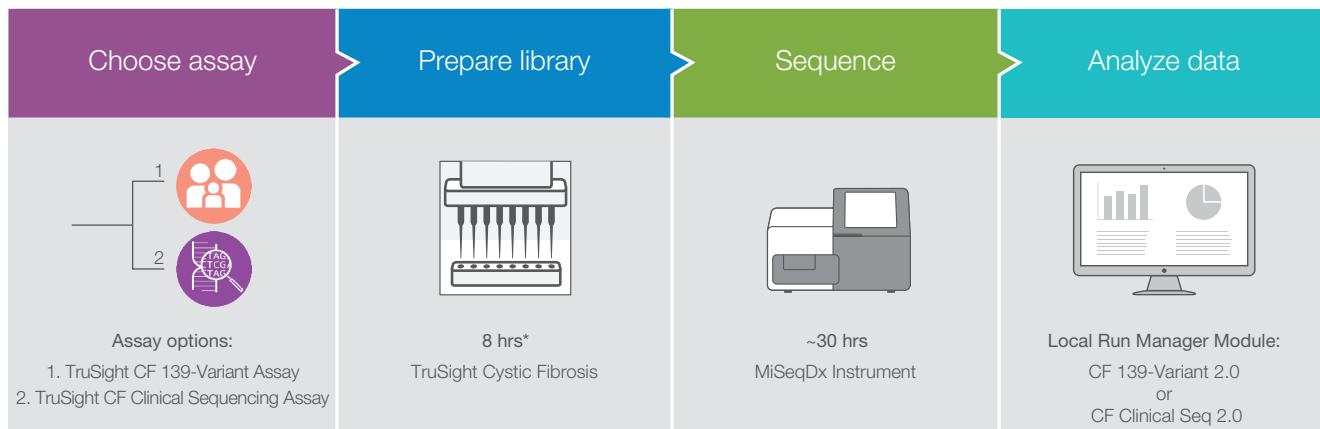 Choose assay
Prepare library
Sequence
Analyze data
1
2
TAG
TCGA
TAG
Assay options:
1. TruSight CF 139-Variant Assay
2. TruSight CF Clinical Sequencing Assay
8 hrs*
TruSight Cystic Fibrosis
~30 hrs
MiSeqDx Instrument
Local Run Manager Module:
CF 139-Variant 2.0
or
CF Clinical Seq 2.0